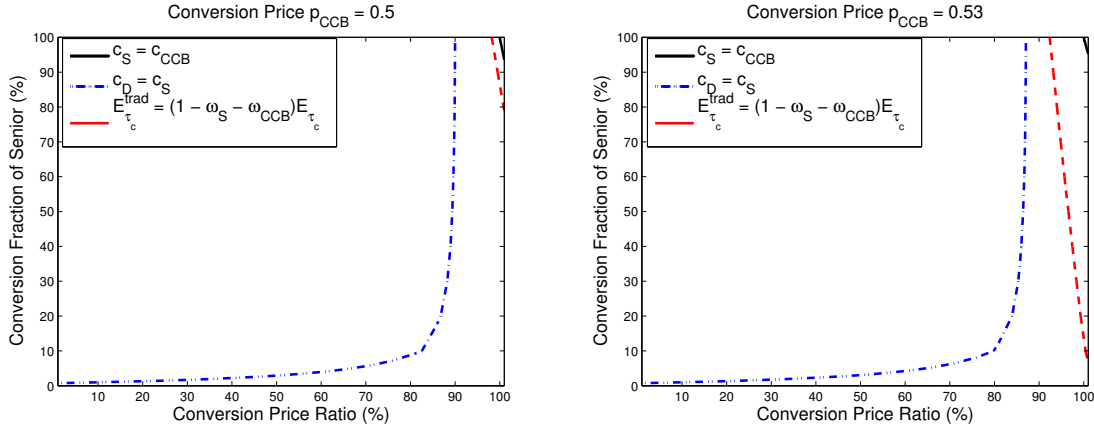 Conversion Price p_CCB = 0.5
Conversion Fraction of Senior (%)
100
90
80
70
60
50
40
30
20
10
0
c_S = c_CCB
c_D = c_S
E^trad_τ_c = (1 - ω_S - ω_CCB)E_τ_c
10 20 30 40 50 60 70 80 90 100
Conversion Price Ratio (%)
Conversion Price p_CCB = 0.53
Conversion Fraction of Senior (%)
100
90
80
70
60
50
40
30
20
10
0
c_S = c_CCB
c_D = c_S
E^trad_τ_c = (1 - ω_S - ω_CCB)E_τ_c
10 20 30 40 50 60 70 80 90 100
Conversion Price Ratio (%)